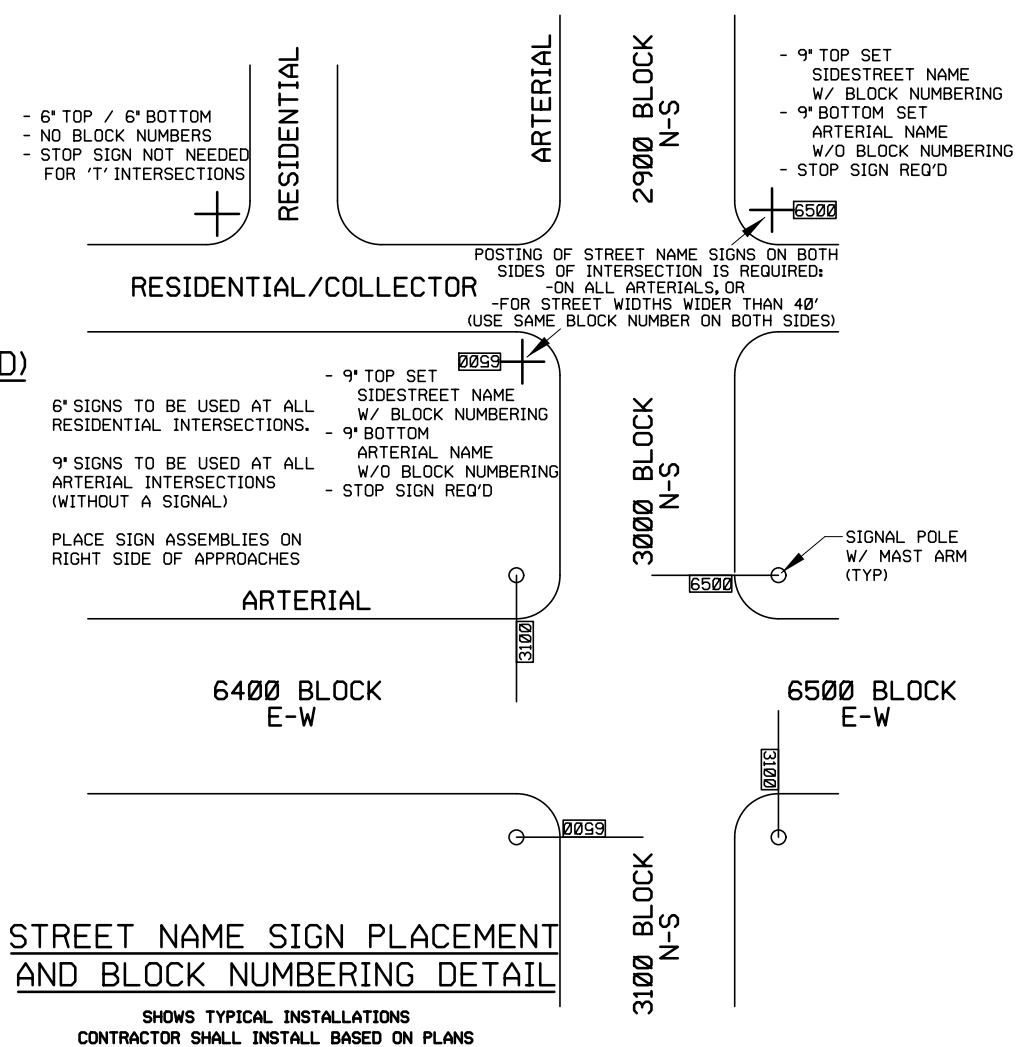 - 6" TOP / 6" BOTTOM
- NO BLOCK NUMBERS
- STOP SIGN NOT NEEDED
FOR 'T' INTERSECTIONS
RESIDENTIAL
ARTERIAL
2900 BLOCK
N-S
- 9" TOP SET
SIDESTREET NAME
W/ BLOCK NUMBERING
- 9" BOTTOM SET
ARTERIAL NAME
W/O BLOCK NUMBERING
- STOP SIGN REQ'D
6500
POSTING OF STREET NAME SIGNS ON BOTH
SIDES OF INTERSECTION IS REQUIRED:
-ON ALL ARTERIALS, OR
-FOR STREET WIDTHS WIDER THAN 40'
(USE SAME BLOCK NUMBER ON BOTH SIDES)
RESIDENTIAL/COLLECTOR
D)
6500
- 9" TOP SET
SIDESTREET NAME
W/ BLOCK NUMBERING
- 9" BOTTOM
ARTERIAL NAME
W/O BLOCK NUMBERING
- STOP SIGN REQ'D
6" SIGNS TO BE USED AT ALL
RESIDENTIAL INTERSECTIONS.
9" SIGNS TO BE USED AT ALL
ARTERIAL INTERSECTIONS
(WITHOUT A SIGNAL)
PLACE SIGN ASSEMBLIES ON
RIGHT SIDE OF APPROACHES
3000 BLOCK
N-S
SIGNAL POLE
W/ MAST ARM
(TYP)
6500
ARTERIAL
3100
6400 BLOCK
E-W
6500 BLOCK
E-W
3100
6500
3100 BLOCK
N-S
STREET NAME SIGN PLACEMENT
AND BLOCK NUMBERING DETAIL
SHOWS TYPICAL INSTALLATIONS
CONTRACTOR SHALL INSTALL BASED ON PLANS